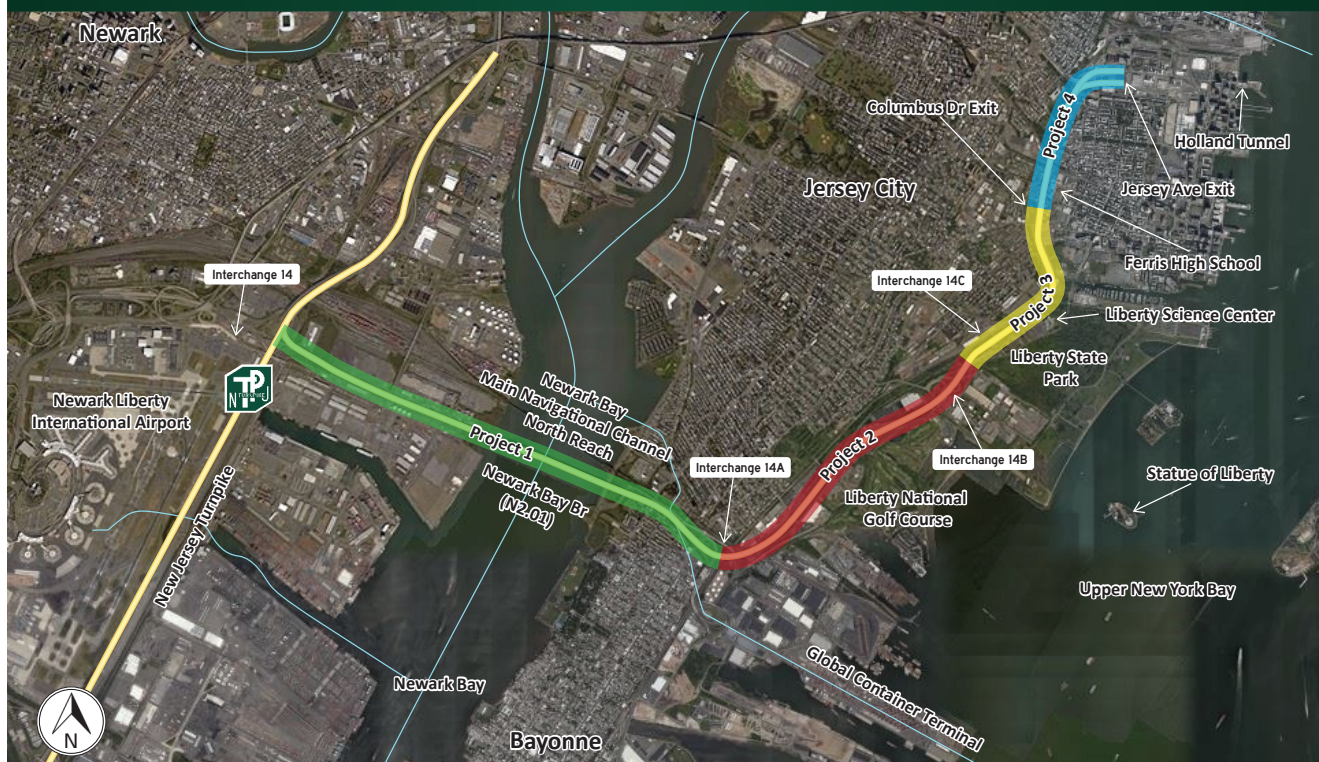 Newark
Columbus Dr Exit
Project 4
Holland Tunnel
Jersey City
Jersey Ave Exit
Ferris High School
Interchange 14
Interchange 14C
Project 3
Liberty Science Center
Liberty State
Park
Newark Liberty
International Airport
N TP J
TURNPIKE
Newark Bay
Main Navigational Channel
North Reach
Project 1
Newark Bay Br
(N2.01)
Interchange 14A
Project 2
Interchange 14B
Liberty National
Golf Course
Statue of Liberty
New Jersey Turnpike
Upper New York Bay
Newark Bay
Global Container Terminal
Bayonne
N